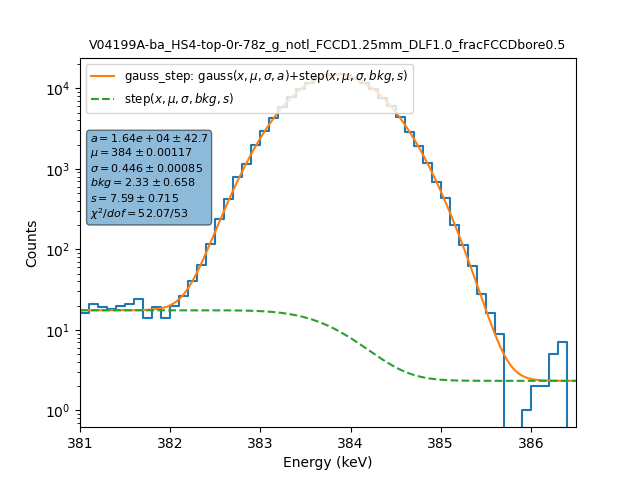 V04199A-ba_HS4-top-0r-78z_g_notl_FCCD1.25mm_DLF1.0_fracFCCDbore0.5
gauss_step: gauss(x, μ, σ, a)+step(x, μ, σ, bkg, s)
step(x, μ, σ, bkg, s)
a = 1.64e + 04 ± 42.7
μ = 384 ± 0.00117
σ = 0.446 ± 0.00085
bkg = 2.33 ± 0.658
s = 7.59 ± 0.715
χ²/dof = 52.07/53
10⁴
10³
10²
10¹
10⁰
Counts
381 382 383 384 385 386
Energy (keV)